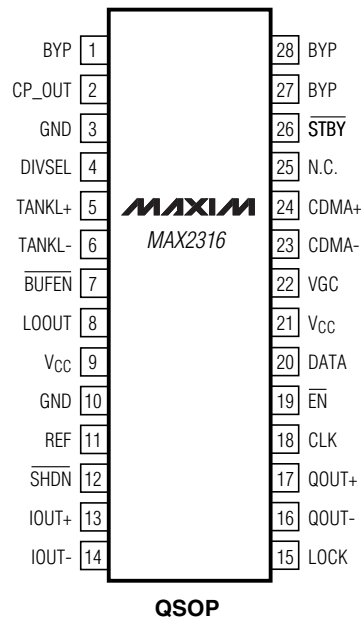 BYP 1
CP_OUT 2
GND 3
DIVSEL 4
TANKL+ 5
TANKL- 6
BUFEN 7
LOOUT 8
VCC 9
GND 10
REF 11
SHDN 12
IOUT+ 13
IOUT- 14
MAXIM
MAX2316
28 BYP
27 BYP
26 STBY
25 N.C.
24 CDMA+
23 CDMA-
22 VGC
21 VCC
20 DATA
19 EN
18 CLK
17 QOUT+
16 QOUT-
15 LOCK
QSOP